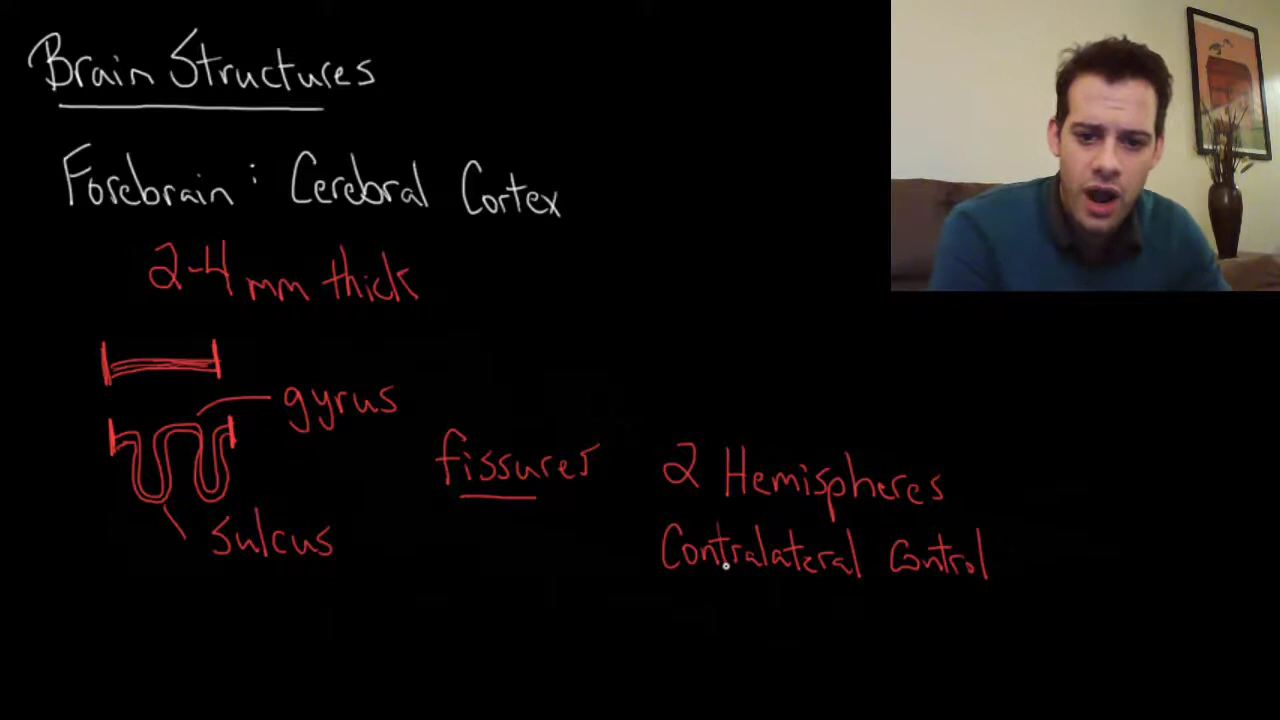 Brain Structures
Forebrain: Cerebral Cortex
2-4 mm thick
gyrus
sulcus
fissures
2 Hemispheres
Contralateral Control